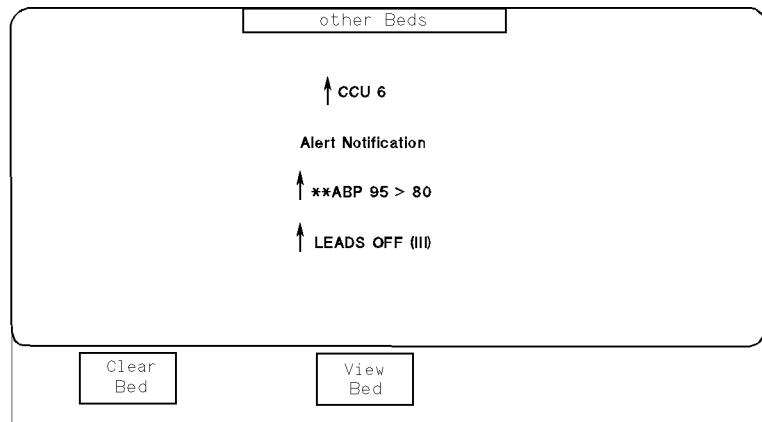 other Beds
↑ CCU 6
Alert Notification
↑ **ABP 95 > 80
↑ LEADS OFF (III)
Clear
Bed
View
Bed